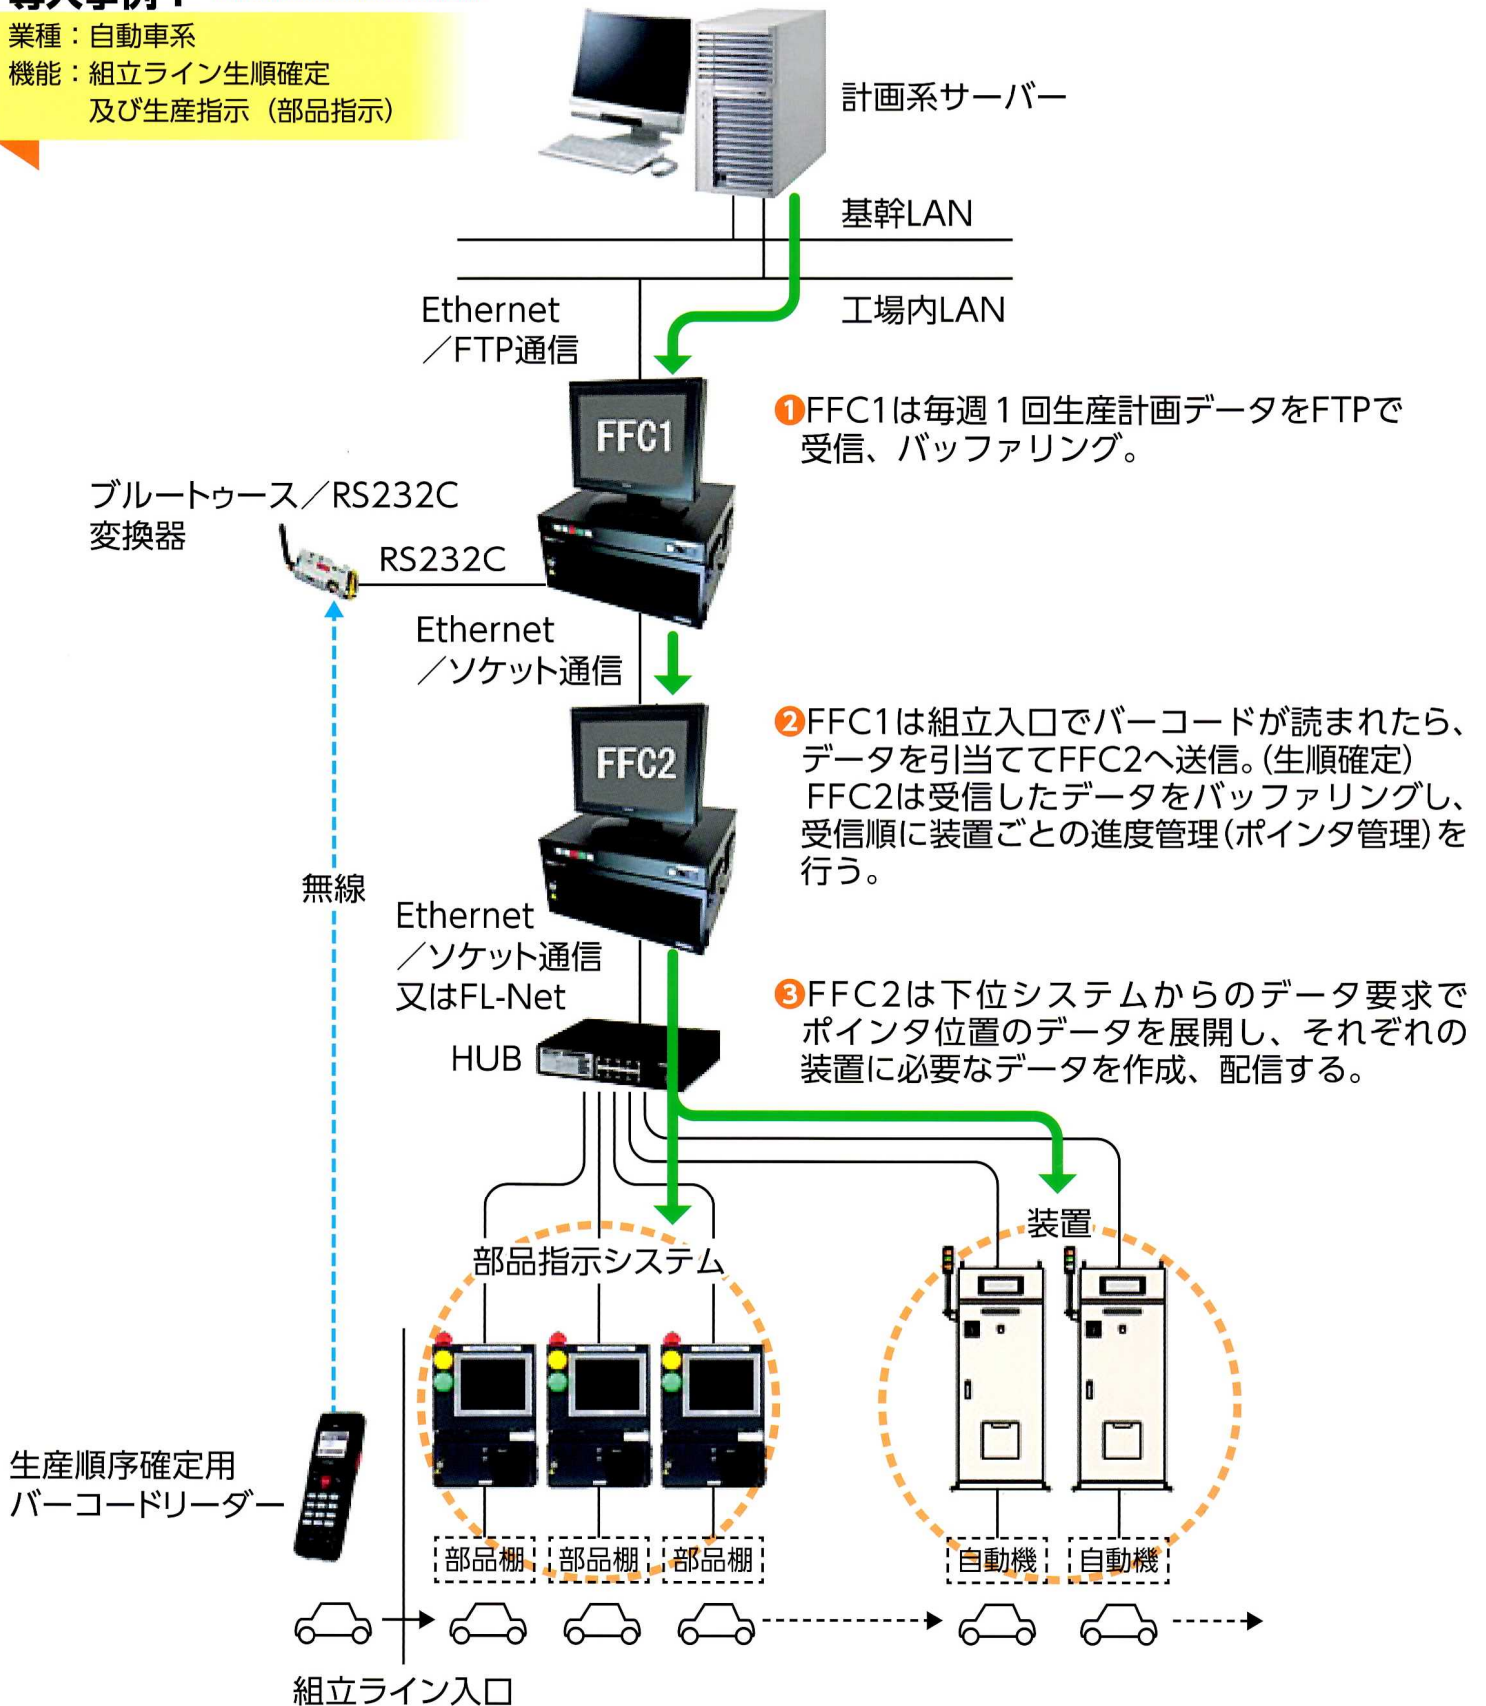 業種：自動車系
機能：組立ライン生順確定
及び生産指示（部品指示）
計画系サーバー
基幹LAN
工場内LAN
Ethernet
／FTP通信
FFC1
❶FFC1は毎週１回生産計画データをFTPで
受信、バッファリング。
ブルートゥース／RS232C
変換器
RS232C
Ethernet
／ソケット通信
FFC2
❷FFC1は組立入口でバーコードが読まれたら、
データを引当ててFFC2へ送信。（生順確定）
FFC2は受信したデータをバッファリングし、
受信順に装置ごとの進度管理（ポインタ管理）を
行う。
無線
Ethernet
／ソケット通信
又はFL-Net
HUB
❸FFC2は下位システムからのデータ要求で
ポインタ位置のデータを展開し、それぞれの
装置に必要なデータを作成、配信する。
部品指示システム
装置
生産順序確定用
バーコードリーダー
部品棚
部品棚
部品棚
自動機
自動機
組立ライン入口